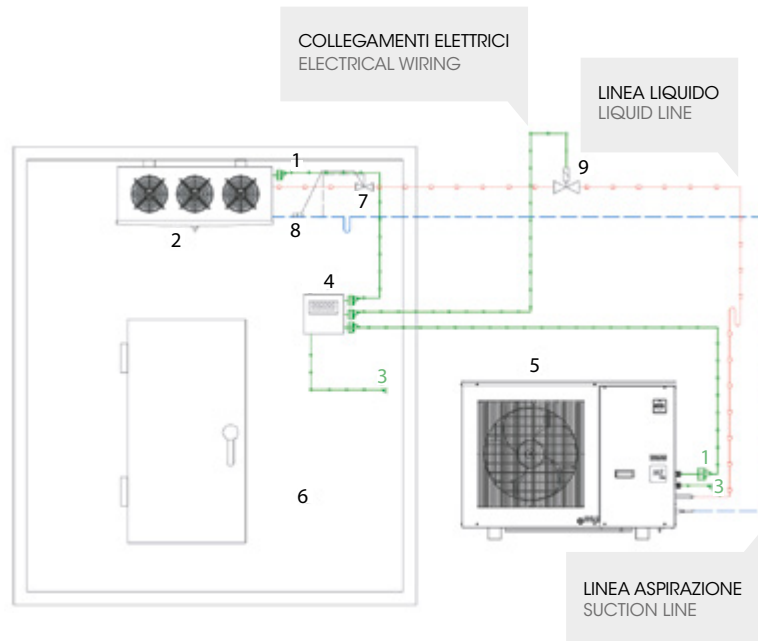 COLLEGAMENTI ELETTRICI
ELECTRICAL WIRING
LINEA LIQUIDO
LIQUID LINE
1
9
7
2
8
4
3
5
1
3
6
LINEA ASPIRAZIONE
SUCTION LINE